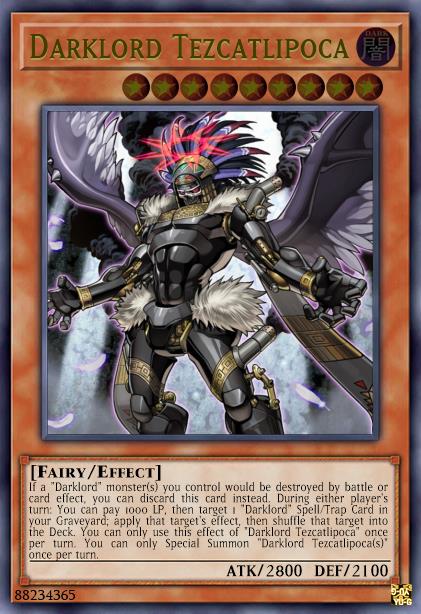 DARKLORD TEZCATLIPOCA
DARK
闇
[FAIRY/EFFECT]
If a "Darklord" monster(s) you control would be destroyed by battle or
card effect, you can discard this card instead. During either player's
turn: You can pay 1000 LP, then target 1 "Darklord" Spell/Trap Card in
your Graveyard; apply that target's effect, then shuffle that target into
the Deck. You can only use this effect of "Darklord Tezcatlipoca" once
per turn. You can only Special Summon "Darklord Tezcatlipoca(s)"
once per turn.
ATK/2800 DEF/2100
88234365